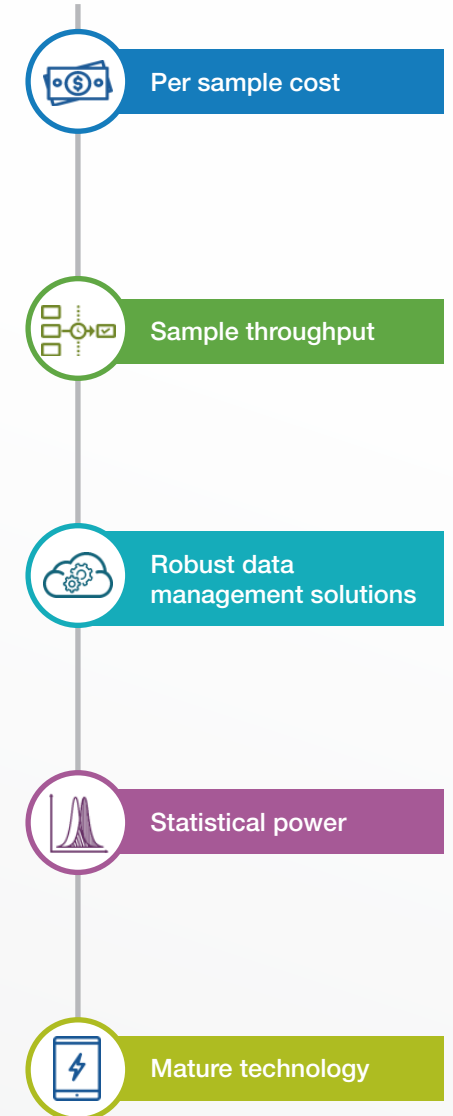 Per sample cost
Sample throughput
Robust data
management solutions
Statistical power
Mature technology